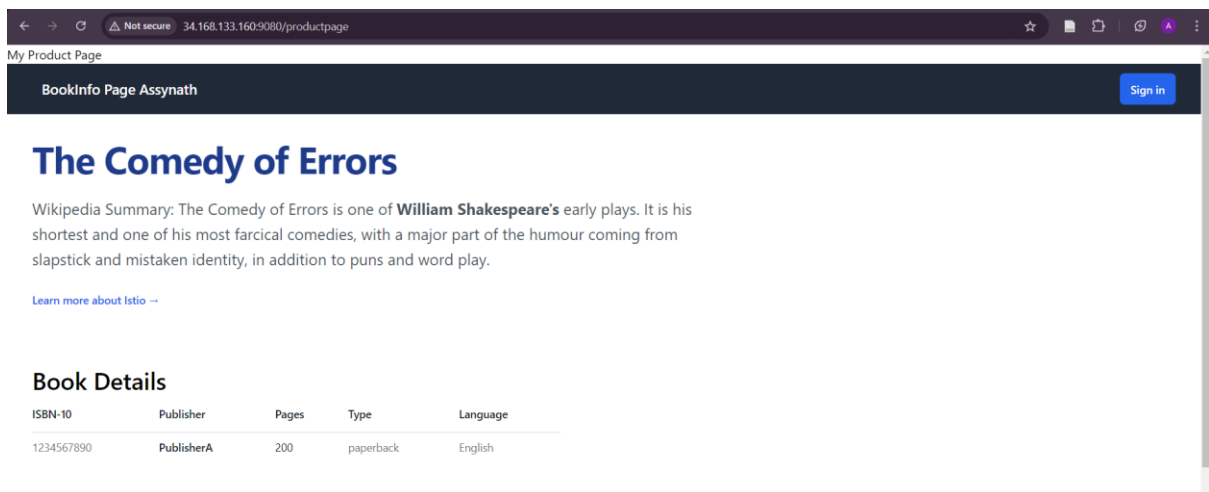 Not secure 34.168.133.160:9080/productpage
A
My Product Page
BookInfo Page Assynath Sign in
The Comedy of Errors
Wikipedia Summary: The Comedy of Errors is one of William Shakespeare's early plays. It is his
shortest and one of his most farcical comedies, with a major part of the humour coming from
slapstick and mistaken identity, in addition to puns and word play.
Learn more about Istio →
Book Details
ISBN-10 Publisher Pages Type Language
1234567890 PublisherA 200 paperback English